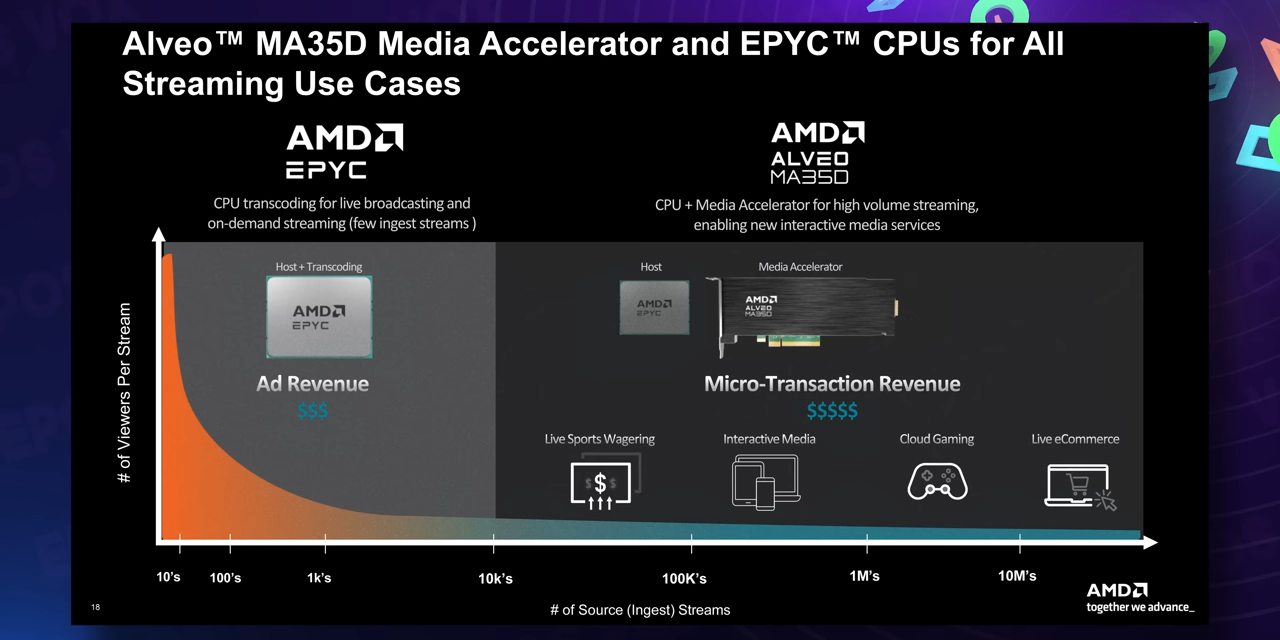 Alveo™ MA35D Media Accelerator and EPYC™ CPUs for All
Streaming Use Cases
AMD
EPYC
CPU transcoding for live broadcasting and
on-demand streaming (few ingest streams )
AMD
ALVEO
MA35D
CPU + Media Accelerator for high volume streaming,
enabling new interactive media services
# of Viewers Per Stream
Host + Transcoding
AMD
EPYC
Ad Revenue
$$$
Host
AMD
EPYC
Media Accelerator
AMD
ALVEO
MA35D
Micro-Transaction Revenue
$$$$$
Live Sports Wagering
Interactive Media
Cloud Gaming
Live eCommerce
$ $ $
10's
100's
1k's
10k's
100K's
1M's
10M's
# of Source (Ingest) Streams
18
AMD
together we advance_